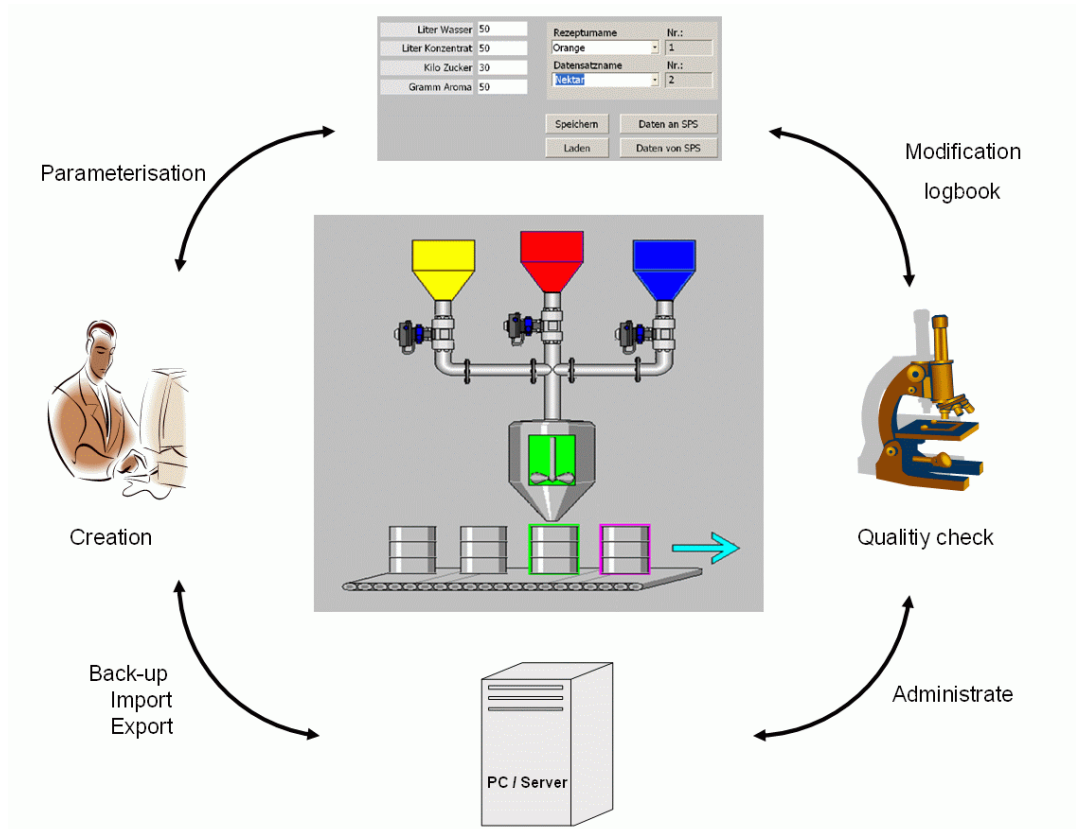 Liter Wasser 50
Liter Konzentrat 50
Kilo Zucker 30
Gramm Aroma 50
Rezepturname Nr.:
Orange 1
Datensatzname Nr.:
Nektar 2
Speichern Daten an SPS
Laden Daten von SPS
Parameterisation
Modification
logbook
Creation
Qualitiy check
Back-up
Import
Export
Administrate
PC / Server